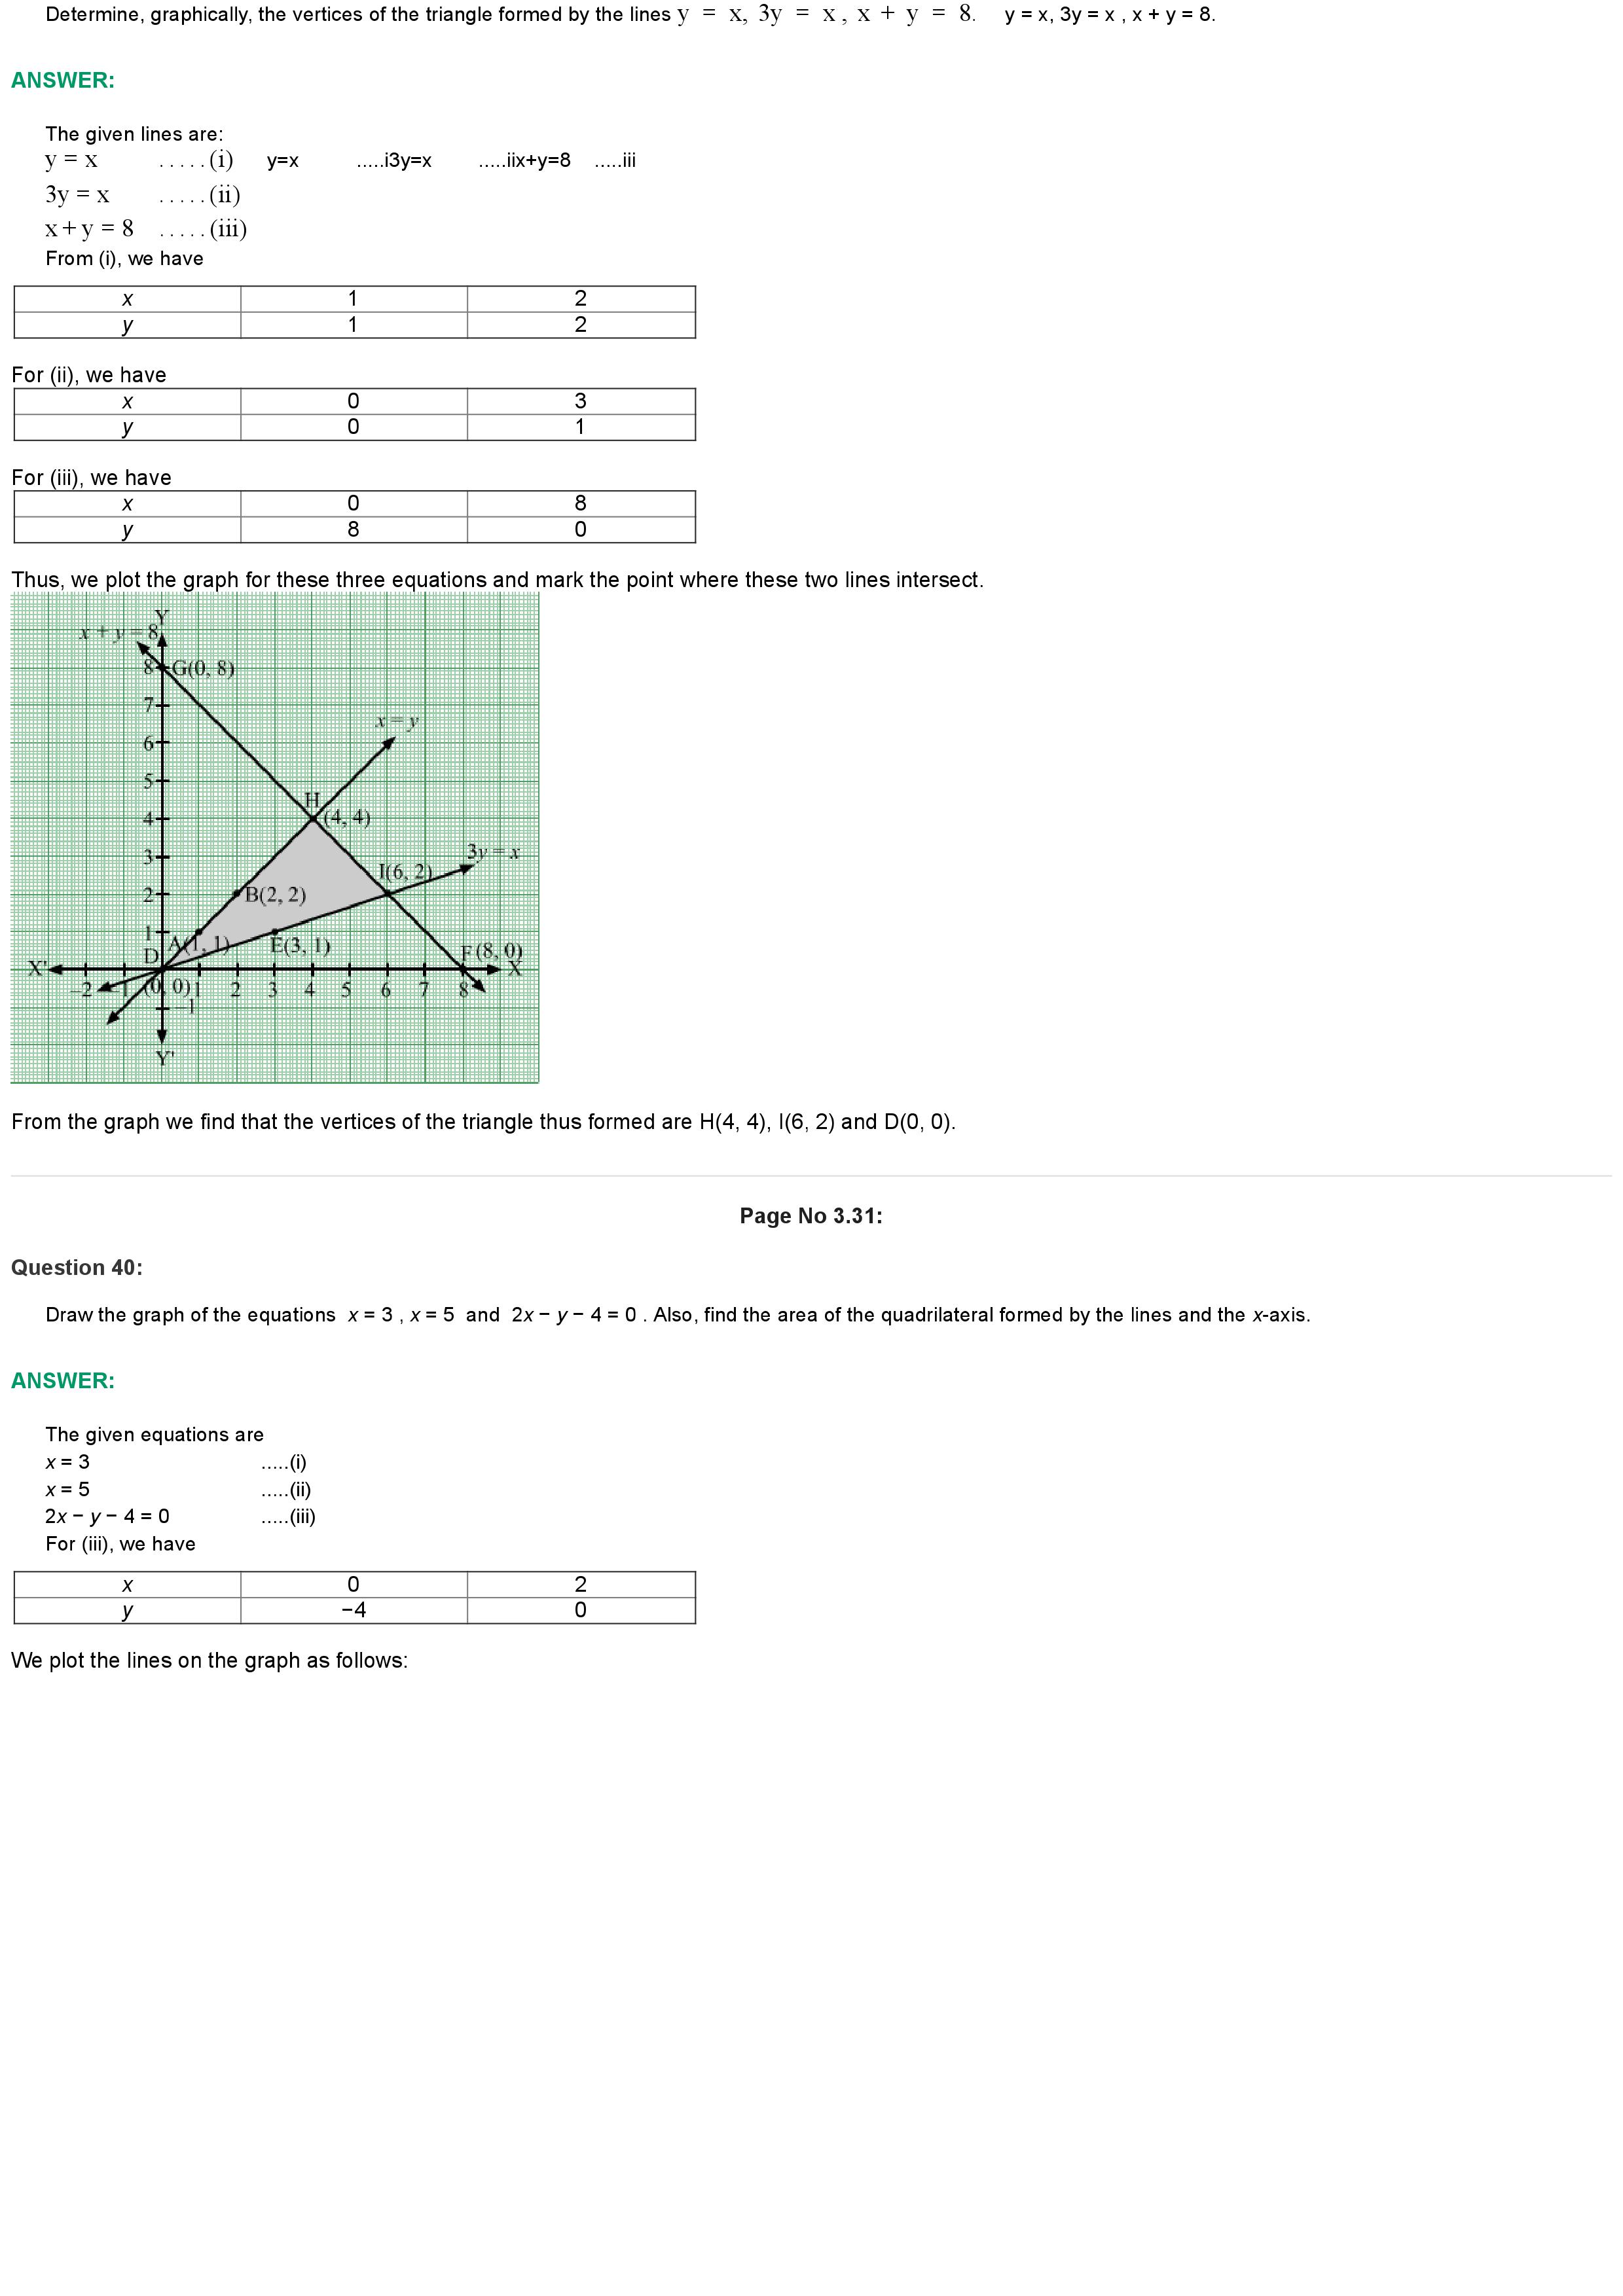 Determine, graphically, the vertices of the triangle formed by the lines y = x, 3y = x , x + y = 8. y = x, 3y = x , x + y = 8.
ANSWER:
The given lines are:
y = x .....(i) y=x .....i3y=x .....iix+y=8 .....iii
3y = x .....(ii)
x+y = 8 .....(iii)
From (i), we have
x 1 2
y 1 2
For (ii), we have
x 0 3
y 0 1
For (iii), we have
x 0 8
y 8 0
Thus, we plot the graph for these three equations and mark the point where these two lines intersect.
Y
x + y = 8
8 G(0, 8)
7
x = y
6
5
H
4 (4, 4)
3 3y = x
I(6, 2)
2 B(2, 2)
1 A(1, 1) E(3, 1)
D F(8, 0)
X' X
−2 −1 (0, 0) 1 2 3 4 5 6 7 8
−1
Y'
From the graph we find that the vertices of the triangle thus formed are H(4, 4), I(6, 2) and D(0, 0).
Page No 3.31:
Question 40:
Draw the graph of the equations x = 3 , x = 5 and 2x − y − 4 = 0 . Also, find the area of the quadrilateral formed by the lines and the x-axis.
ANSWER:
The given equations are
x = 3 .....(i)
x = 5 .....(ii)
2x − y − 4 = 0 .....(iii)
For (iii), we have
x 0 2
y −4 0
We plot the lines on the graph as follows: